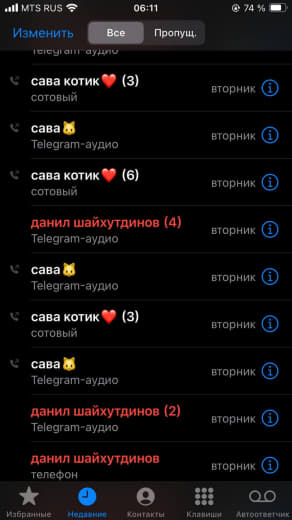 MTS RUS 06:11 74 %
Изменить Все Пропущ.
Telegram-аудио
сава котик❤️ (3)
сотовый
вторник
сава🐱
Telegram-аудио
вторник
сава котик❤️ (6)
сотовый
вторник
данил шайхутдинов (4)
Telegram-аудио
вторник
сава🐱
Telegram-аудио
вторник
сава котик❤️ (3)
сотовый
вторник
сава🐱
Telegram-аудио
вторник
данил шайхутдинов (2)
Telegram-аудио
вторник
данил шайхутдинов
телефон
вторник
Избранные Недавние Контакты Клавиши Автоответчик